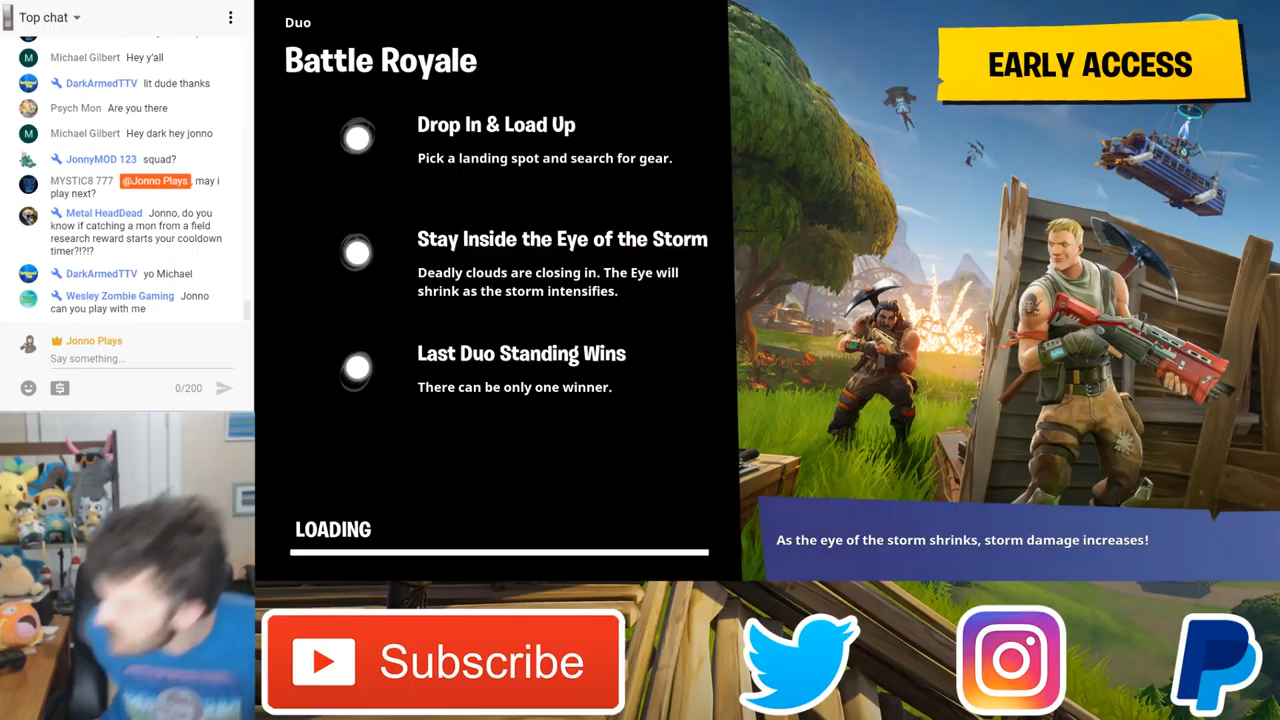 Top chat
Michael Gilbert Hey y'all
DarkArmedTTV lit dude thanks
Psych Mon Are you there
Michael Gilbert Hey dark hey jonno
JonnyMOD 123 squad?
MYSTIC8 777 @Jonno Plays may i
play next?
Metal HeadDead Jonno, do you
know if catching a mon from a field
research reward starts your cooldown
timer?!?!?
DarkArmedTTV yo Michael
Wesley Zombie Gaming Jonno
can you play with me
Jonno Plays
Say something...
0/200
Duo
Battle Royale
Drop In & Load Up
Pick a landing spot and search for gear.
Stay Inside the Eye of the Storm
Deadly clouds are closing in. The Eye will
shrink as the storm intensifies.
Last Duo Standing Wins
There can be only one winner.
LOADING
EARLY ACCESS
As the eye of the storm shrinks, storm damage increases!
Subscribe